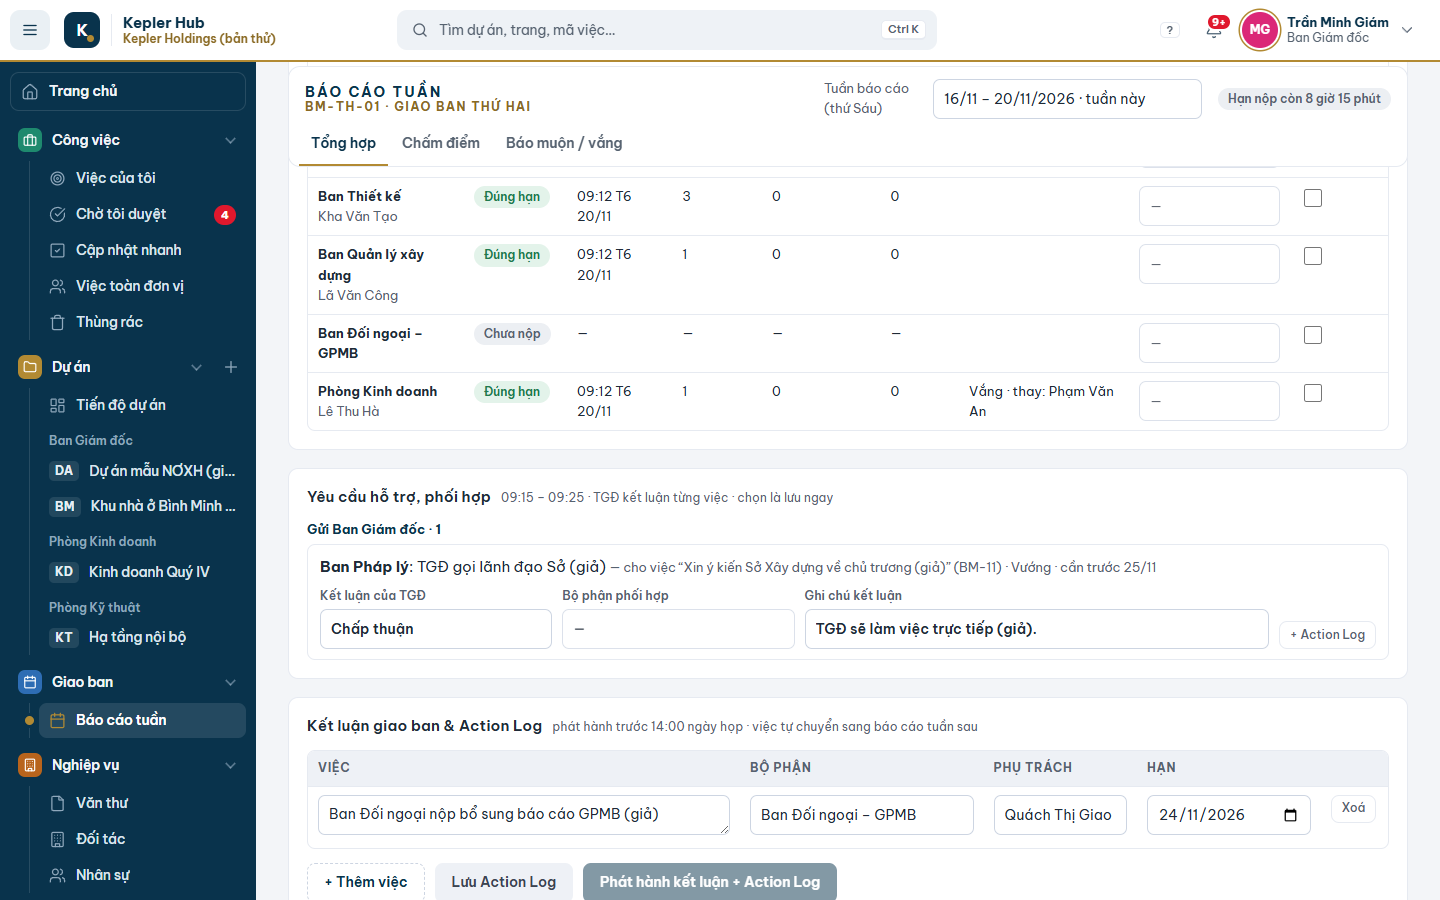 K.
Kepler Hub
Kepler Holdings (bản thử)
Tìm dự án, trang, mã việc...
Ctrl K
?
9+
MG
Trần Minh Giám
Ban Giám đốc
Trang chủ
Công việc
Việc của tôi
Chờ tôi duyệt
4
Cập nhật nhanh
Việc toàn đơn vị
Thùng rác
Dự án
Tiến độ dự án
Ban Giám đốc
DA Dự án mẫu NƠXH (gi...
BM Khu nhà ở Bình Minh ...
Phòng Kinh doanh
KD Kinh doanh Quý IV
Phòng Kỹ thuật
KT Hạ tầng nội bộ
Giao ban
Báo cáo tuần
Nghiệp vụ
Văn thư
Đối tác
Nhân sự
BÁO CÁO TUẦN
BM-TH-01 · GIAO BAN THỨ HAI
Tuần báo cáo
(thứ Sáu)
16/11 – 20/11/2026 · tuần này
Hạn nộp còn 8 giờ 15 phút
Tổng hợp
Chấm điểm
Báo muộn / vắng
Ban Thiết kế
Kha Văn Tạo
Đúng hạn
09:12 T6
20/11
3
0
0
—
Ban Quản lý xây
dựng
Lã Văn Công
Đúng hạn
09:12 T6
20/11
1
0
0
—
Ban Đối ngoại –
GPMB
Chưa nộp
—
—
—
—
—
Phòng Kinh doanh
Lê Thu Hà
Đúng hạn
09:12 T6
20/11
1
0
0
Vắng · thay: Phạm Văn
An
—
Yêu cầu hỗ trợ, phối hợp 09:15 – 09:25 · TGĐ kết luận từng việc · chọn là lưu ngay
Gửi Ban Giám đốc · 1
Ban Pháp lý: TGĐ gọi lãnh đạo Sở (giả) — cho việc “Xin ý kiến Sở Xây dựng về chủ trương (giả)” (BM-11) · Vướng · cần trước 25/11
Kết luận của TGĐ
Bộ phận phối hợp
Ghi chú kết luận
Chấp thuận
—
TGĐ sẽ làm việc trực tiếp (giả).
+ Action Log
Kết luận giao ban & Action Log phát hành trước 14:00 ngày họp · việc tự chuyển sang báo cáo tuần sau
VIỆC
BỘ PHẬN
PHỤ TRÁCH
HẠN
Ban Đối ngoại nộp bổ sung báo cáo GPMB (giả)
Ban Đối ngoại – GPMB
Quách Thị Giao
24/11/2026
Xoá
+ Thêm việc
Lưu Action Log
Phát hành kết luận + Action Log